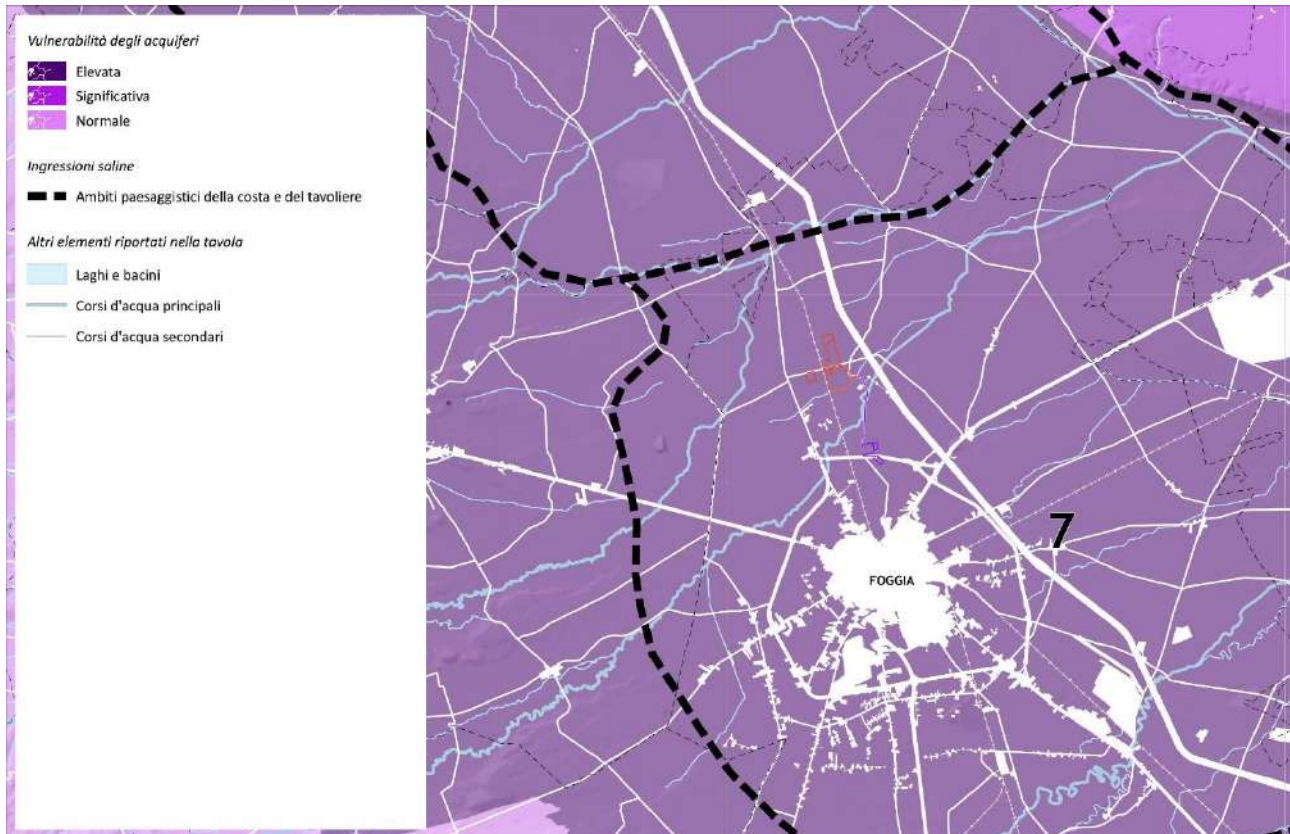 Vulnerabilità degli acquiferi
Elevata
Significativa
Normale
Ingressioni saline
Ambiti paesaggistici della costa e del tavoliere
Altri elementi riportati nella tavola
Laghi e bacini
Corsi d'acqua principali
Corsi d'acqua secondari
7
FOGGIA